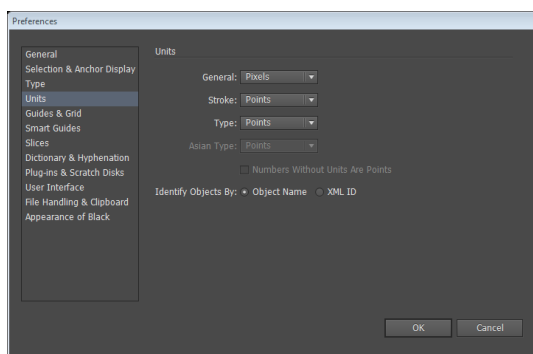 Preferences
General
Selection & Anchor Display
Type
Units
Guides & Grid
Smart Guides
Slices
Dictionary & Hyphenation
Plug-ins & Scratch Disks
User Interface
File Handling & Clipboard
Appearance of Black
Units
General: Pixels
Stroke: Points
Type: Points
Asian Type: Points
Numbers Without Units Are Points
Identify Objects By: Object Name XML ID
OK Cancel